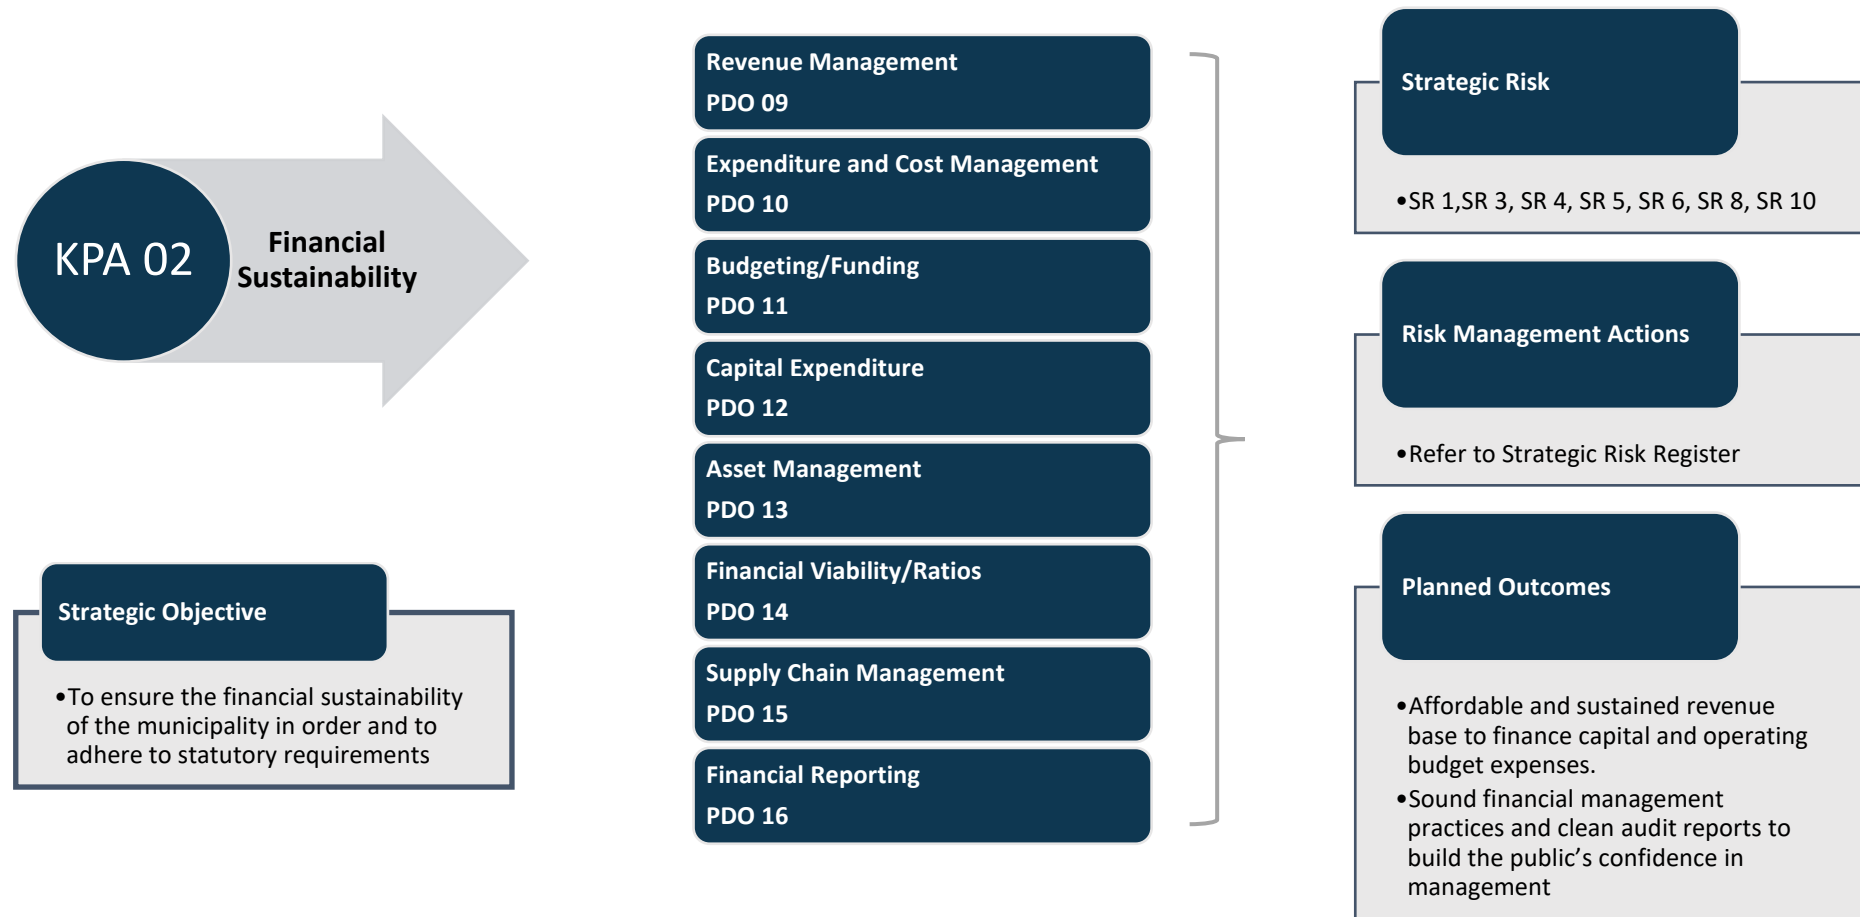 KPA 02
Financial
Sustainability
Strategic Objective
•To ensure the financial sustainability
of the municipality in order and to
adhere to statutory requirements
Revenue Management
PDO 09
Expenditure and Cost Management
PDO 10
Budgeting/Funding
PDO 11
Capital Expenditure
PDO 12
Asset Management
PDO 13
Financial Viability/Ratios
PDO 14
Supply Chain Management
PDO 15
Financial Reporting
PDO 16
Strategic Risk
•SR 1,SR 3, SR 4, SR 5, SR 6, SR 8, SR 10
Risk Management Actions
•Refer to Strategic Risk Register
Planned Outcomes
•Affordable and sustained revenue
base to finance capital and operating
budget expenses.
•Sound financial management
practices and clean audit reports to
build the public’s confidence in
management